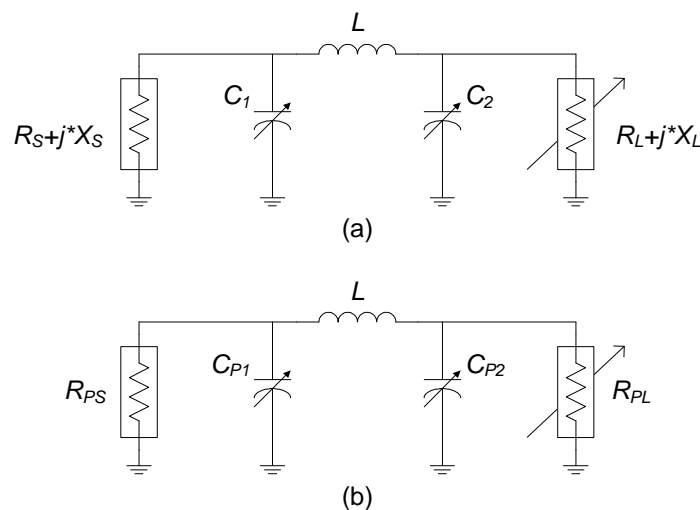 L
C1
C2
RS+j*XS
RL+j*XL
(a)
L
CP1
CP2
RPS
RPL
(b)